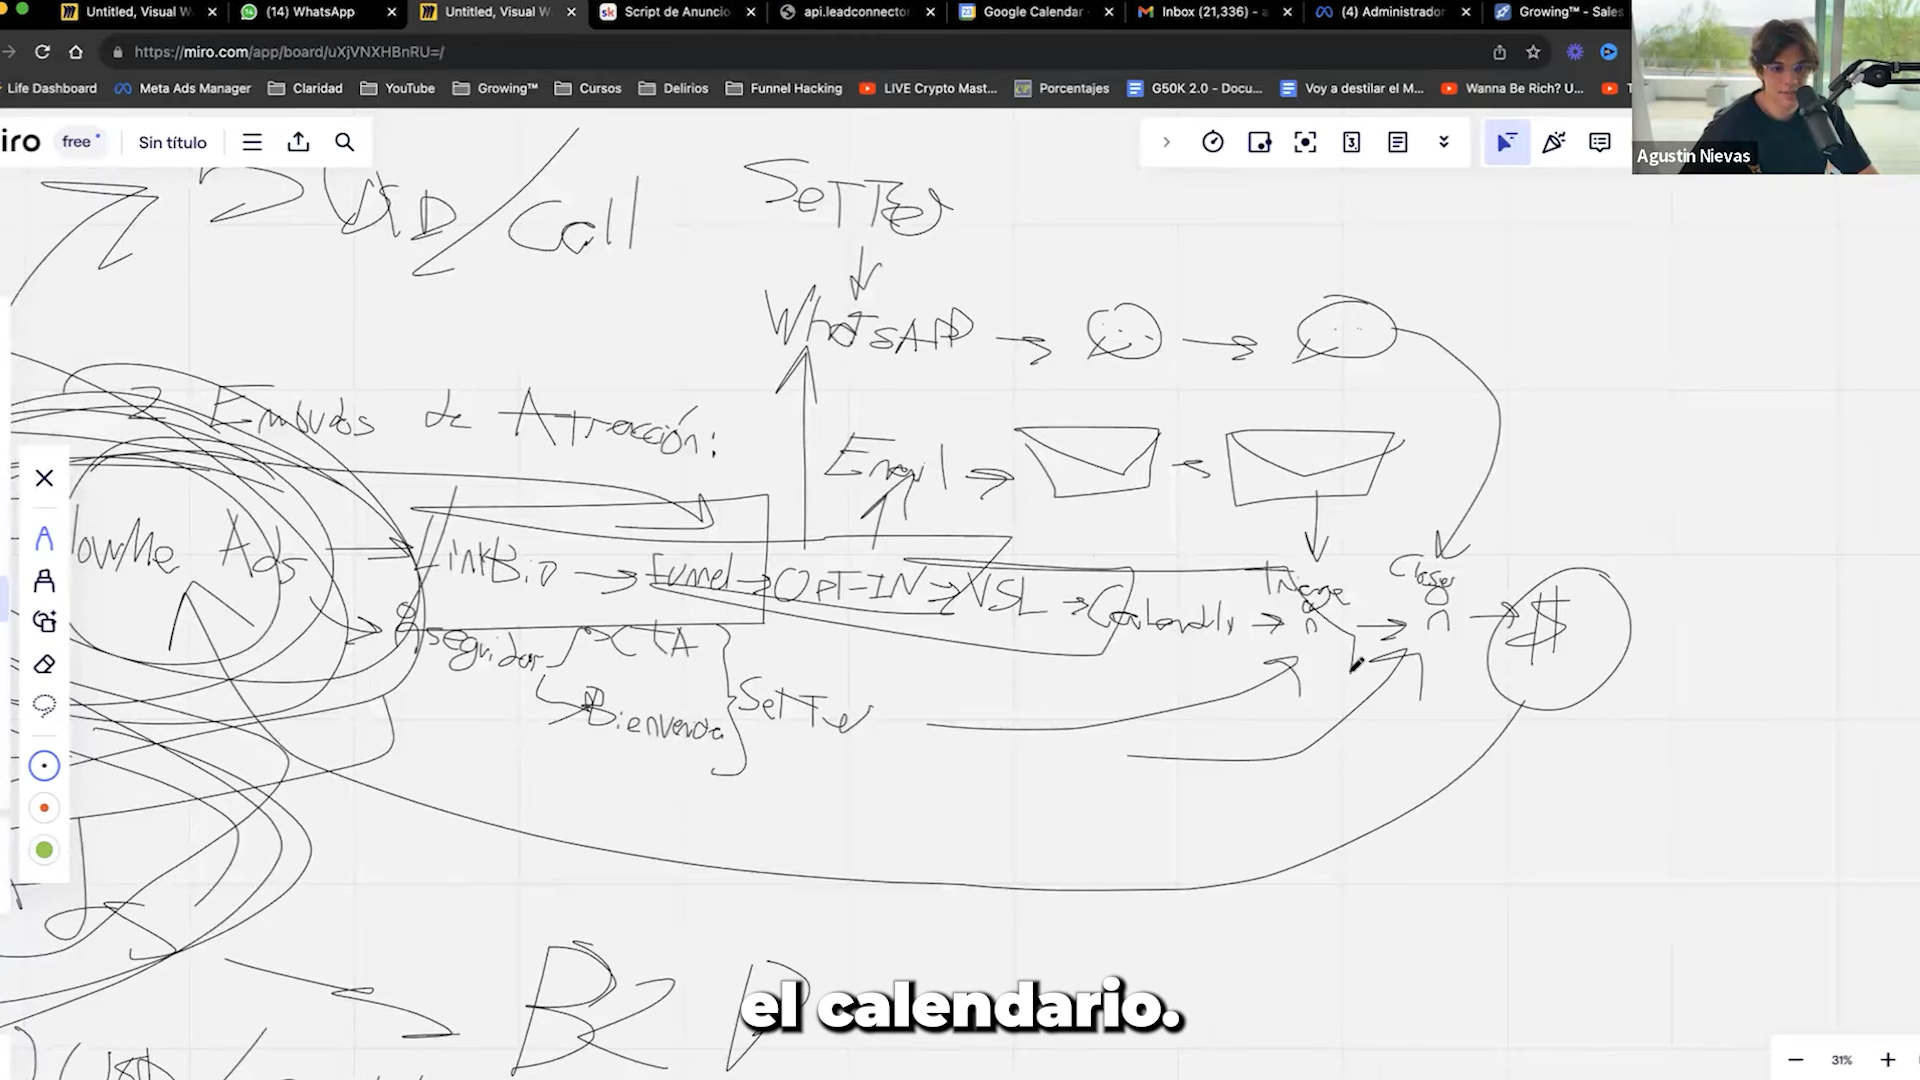 Untitled, Visual W
(14) WhatsApp
Untitled, Visual W
Script de Anuncio
api.leadconnector
Google Calendar
Inbox (21,336) - a
(4) Administrador
Growing™ - Sales
https://miro.com/app/board/uXjVNXHBnRU=/
Life Dashboard
Meta Ads Manager
Claridad
YouTube
Growing™
Cursos
Delirios
Funnel Hacking
LIVE Crypto Mast...
Porcentajes
G50K 2.0 - Docu...
Voy a destilar el M...
Wanna Be Rich? U...
iro
free
Sin título
Agustin Nievas
USD/Call
SeTTer
WhatsAPP
Embudos de Atracción:
Email
low Me Ads
LinkBio
Funnel
OPT-IN
VSL
Calendly
Triage
Closer
$
seguidor
CTA
Bienvenida
SeTTer
el calendario.
31%